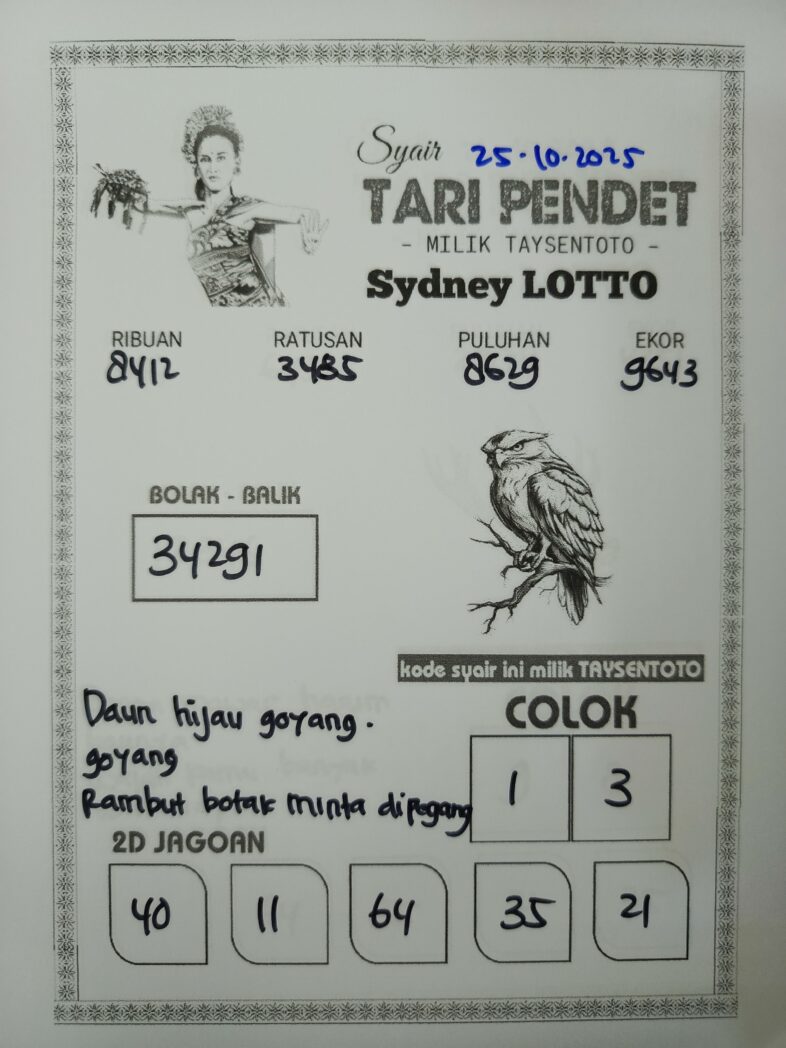 Syair 25.10.2025
TARI PENDET
- MILIK TAYSENTOTO -
Sydney LOTTO
RIBUAN RATUSAN PULUHAN EKOR
8412 3485 8629 9643
BOLAK - BALIK
34291
kode syair ini milik TAYSENTOTO
COLOK
1 3
Daun hijau goyang.
goyang
Rambut botak minta dipegang
2D JAGOAN
40 11 64 35 21